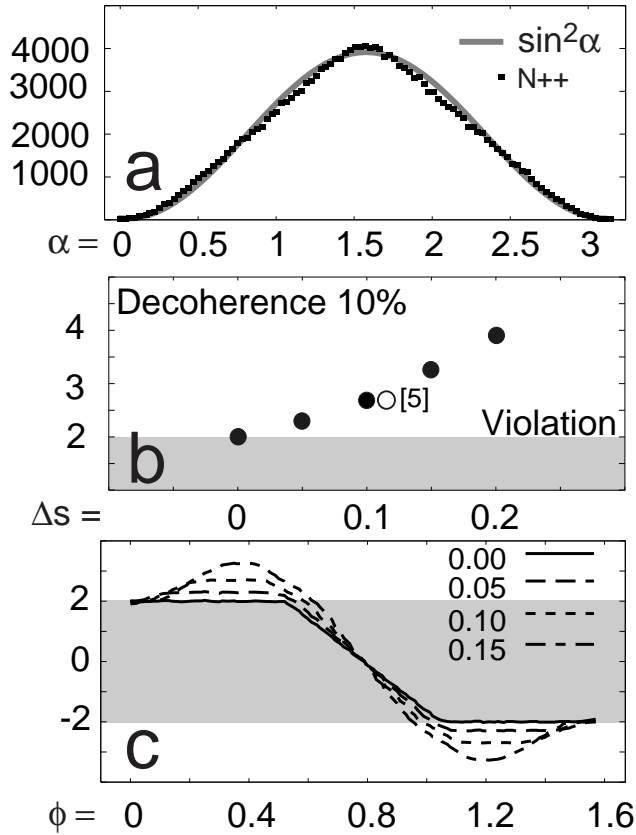 4000
3000
2000
1000
sin²α
N++
a
α = 0 0.5 1 1.5 2 2.5 3
Decoherence 10%
4
3
2
[5]
Violation
b
Δs = 0 0.1 0.2
2
0
-2
0.00
0.05
0.10
0.15
c
ϕ = 0 0.4 0.8 1.2 1.6